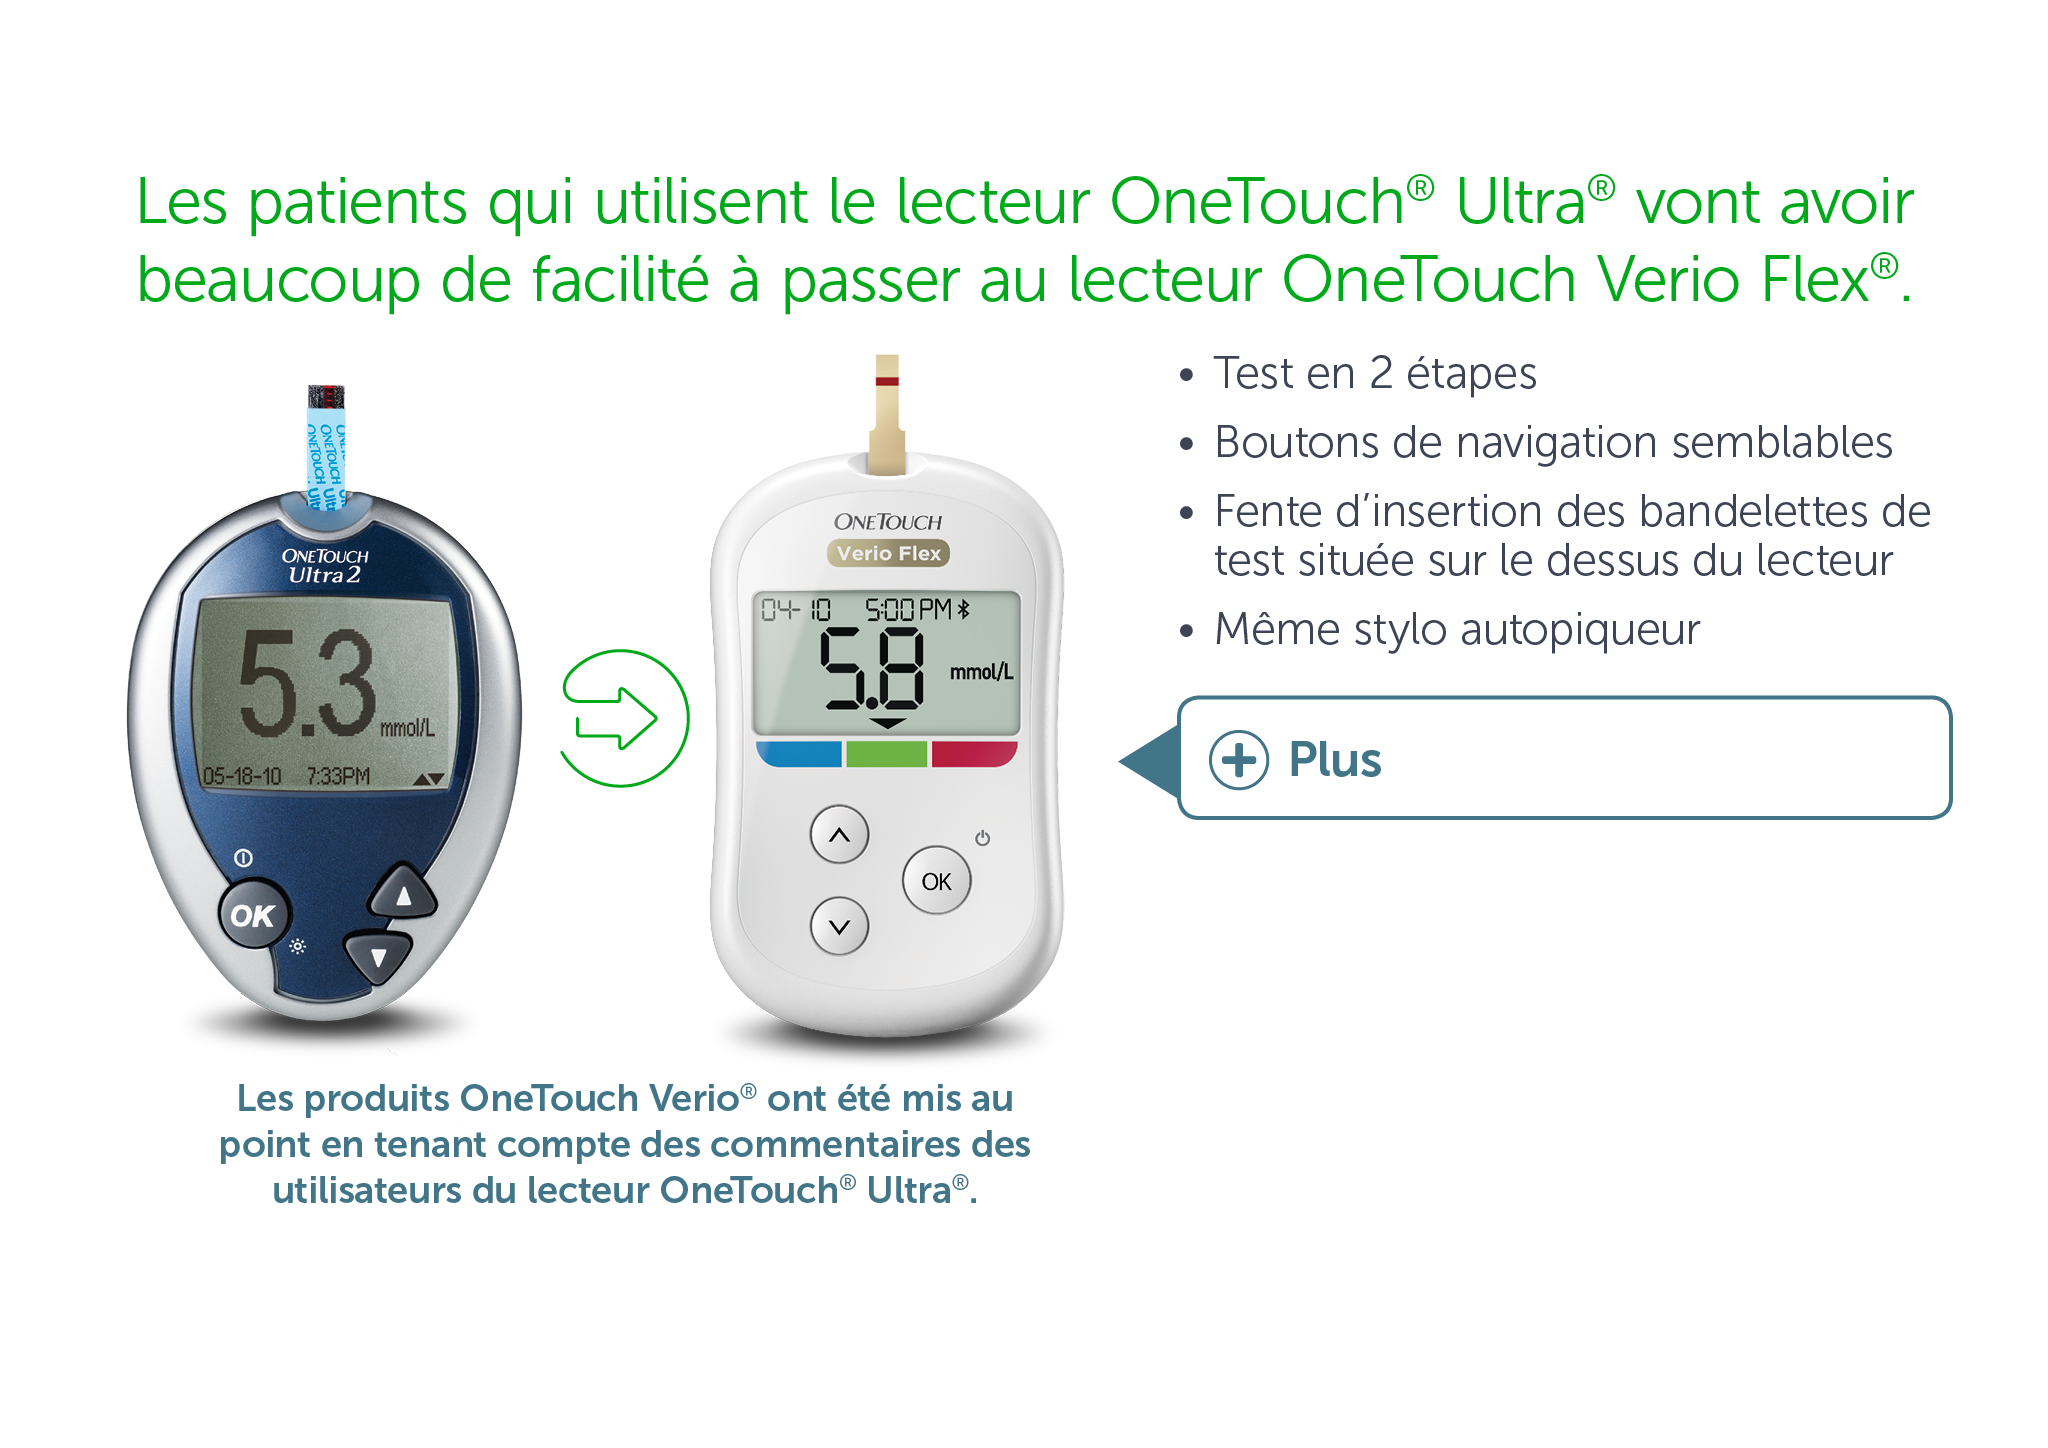 Les patients qui utilisent le lecteur OneTouch® Ultra® vont avoir
beaucoup de facilité à passer au lecteur OneTouch Verio Flex®.
ONETOUCH
Ultra2
5.3
mmol/L
05-18-10 7:33PM
OK
ONETOUCH
Verio Flex
04-10 5:00 PM
5.8
mmol/L
OK
• Test en 2 étapes
• Boutons de navigation semblables
• Fente d’insertion des bandelettes de
test située sur le dessus du lecteur
• Même stylo autopiqueur
Plus
Les produits OneTouch Verio® ont été mis au
point en tenant compte des commentaires des
utilisateurs du lecteur OneTouch® Ultra®.